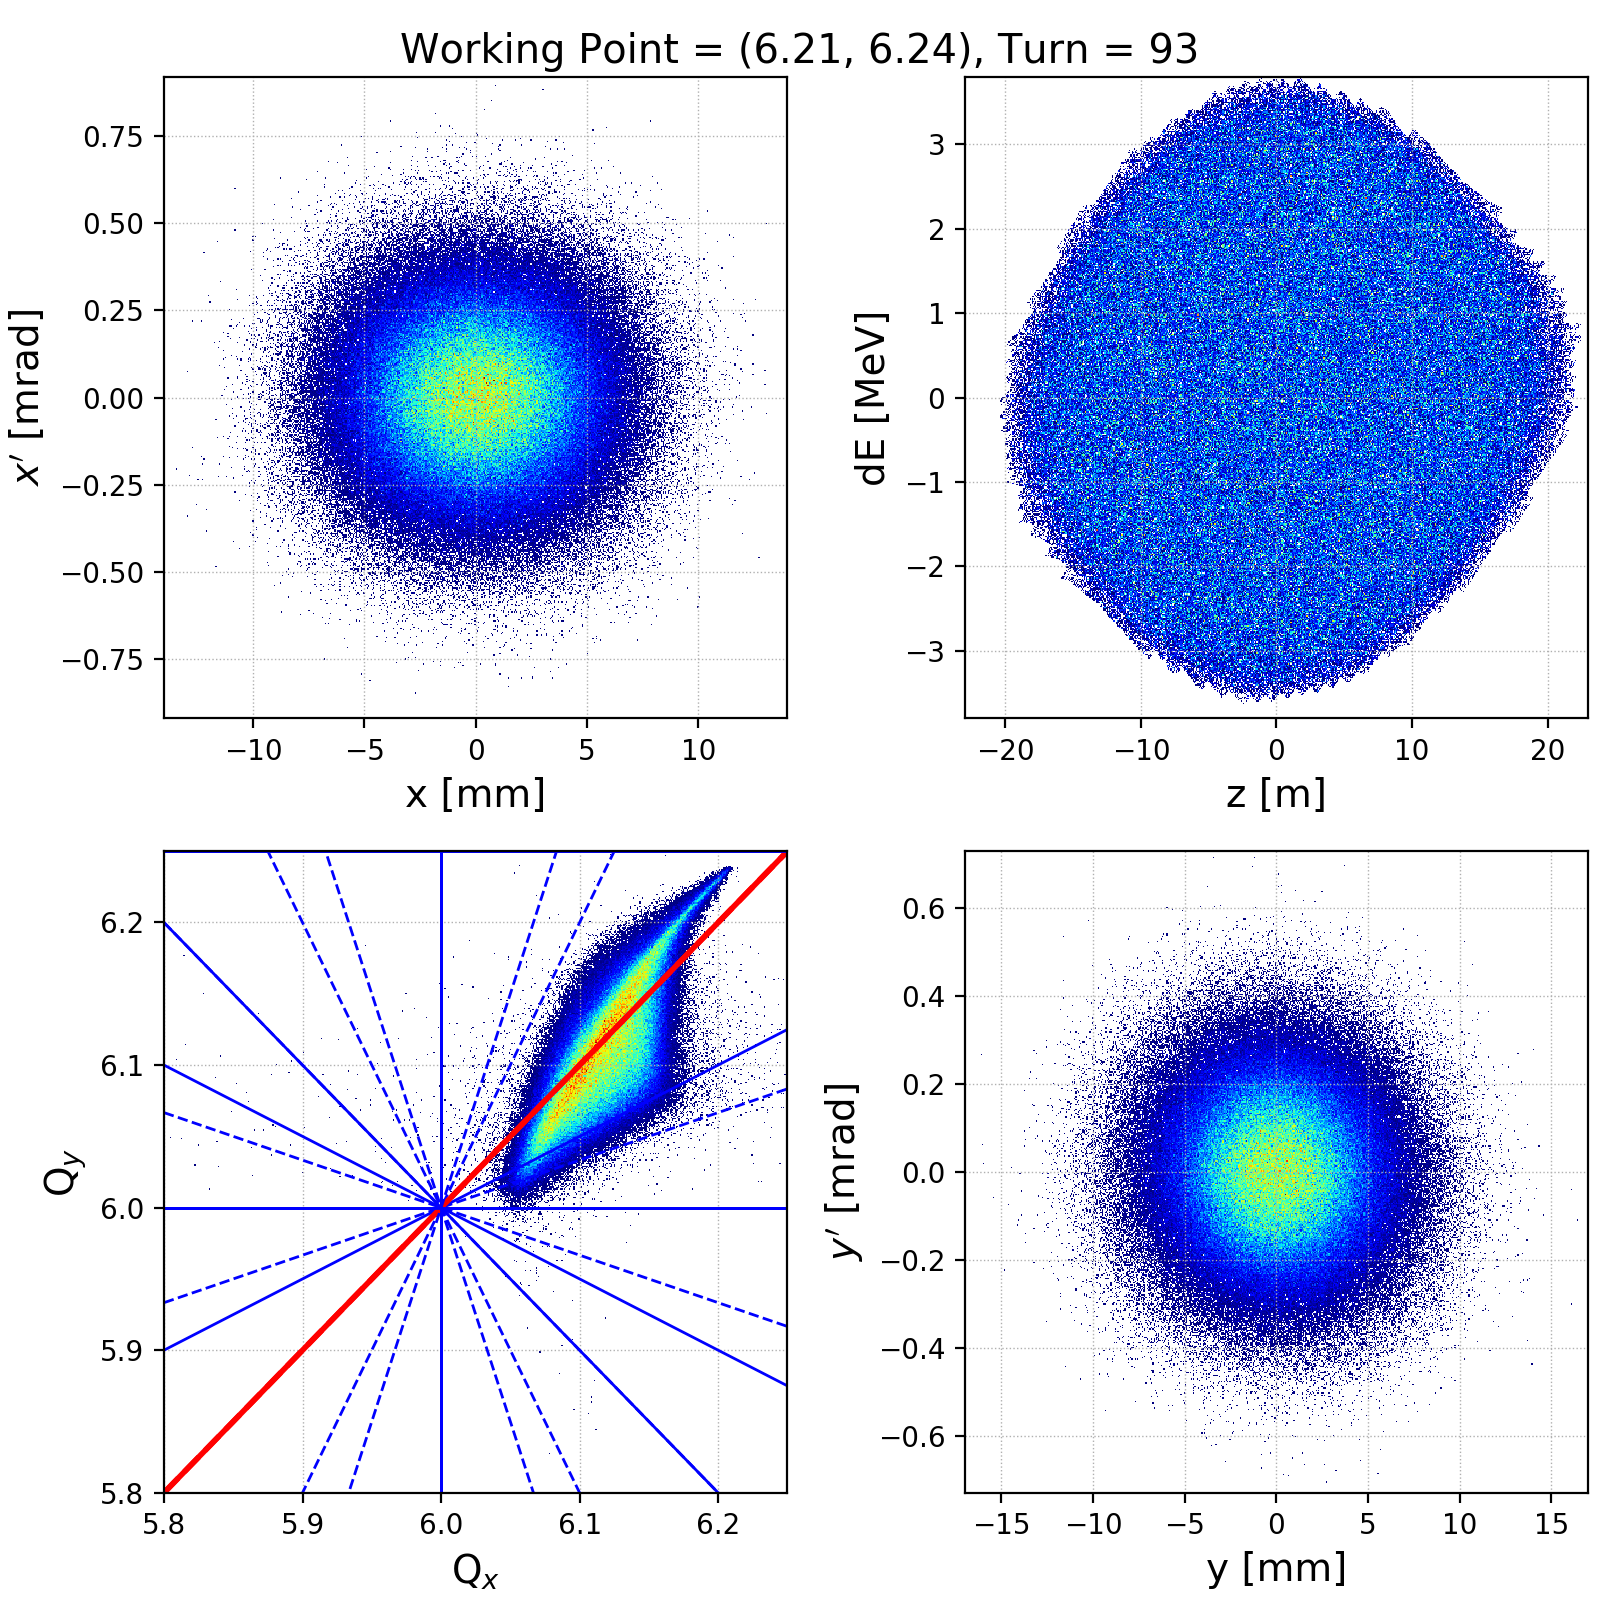 Working Point = (6.21, 6.24), Turn = 93
0.75
0.50
0.25
0.00
−0.25
−0.50
−0.75
x′ [mrad]
−10 −5 0 5 10
x [mm]
3
2
1
0
−1
−2
−3
dE [MeV]
−20 −10 0 10 20
z [m]
6.2
6.1
6.0
5.9
5.8
Qy
5.8 5.9 6.0 6.1 6.2
Qx
0.6
0.4
0.2
0.0
−0.2
−0.4
−0.6
y′ [mrad]
−15 −10 −5 0 5 10 15
y [mm]